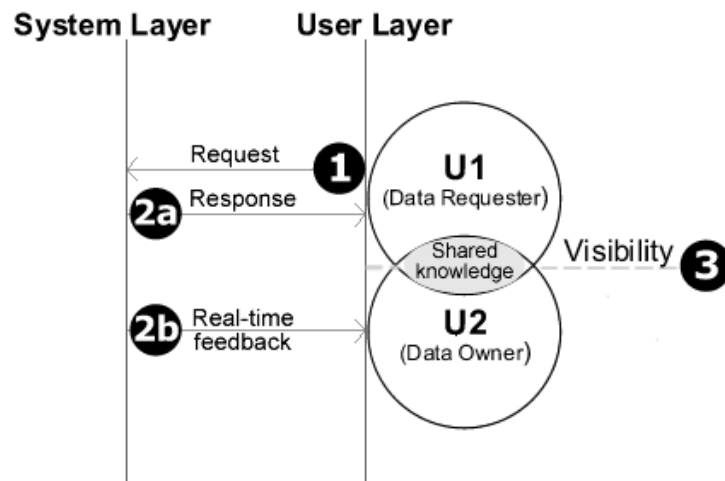 System Layer
User Layer
Request
1
2a
Response
U1
(Data Requester)
Shared
knowledge
Visibility
3
2b
Real-time
feedback
U2
(Data Owner)